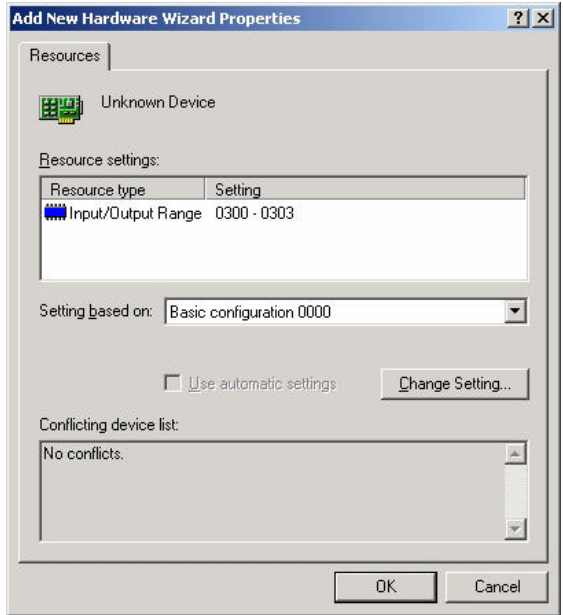 Add New Hardware Wizard Properties
Resources
Unknown Device
Resource settings:
Resource type Setting
Input/Output Range 0300 - 0303
Setting based on: Basic configuration 0000
Use automatic settings Change Setting...
Conflicting device list:
No conflicts.
OK Cancel